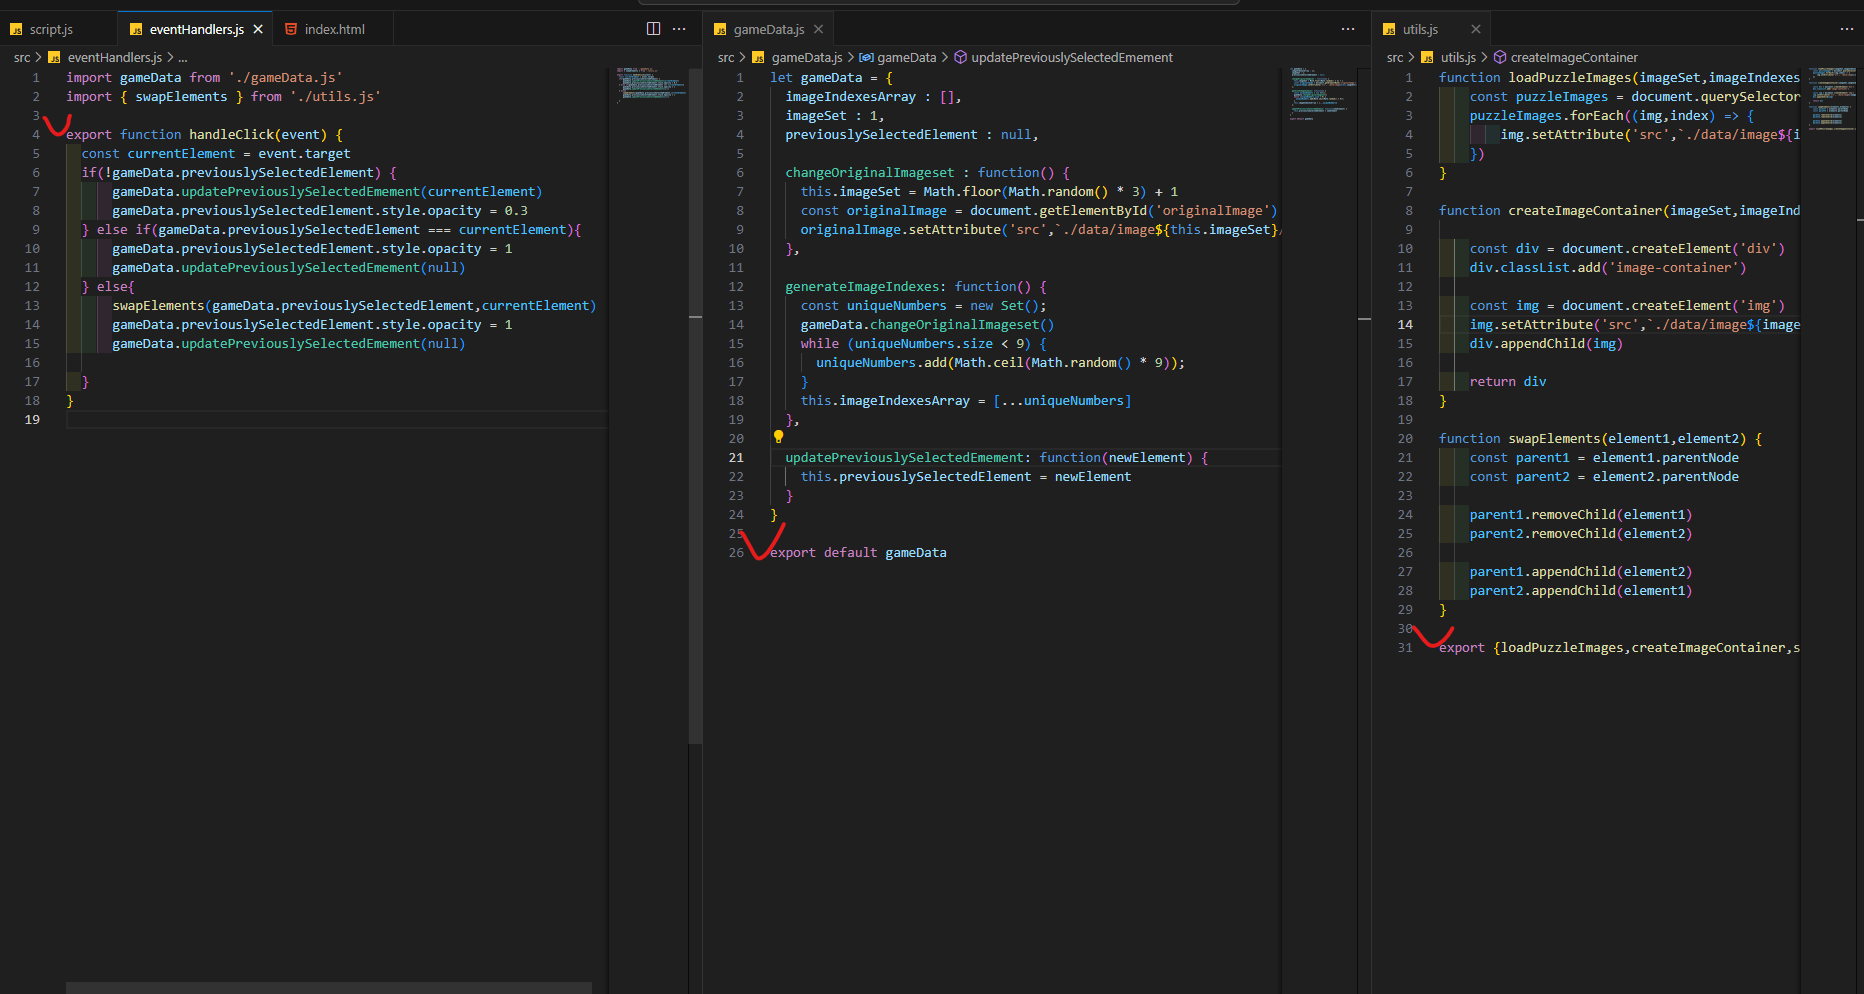 script.js
eventHandlers.js
index.html
src > eventHandlers.js > ...
1 import gameData from './gameData.js'
2 import { swapElements } from './utils.js'
3
4 export function handleClick(event) {
5 const currentElement = event.target
6 if(!gameData.previouslySelectedElement) {
7 gameData.updatePreviouslySelectedEmement(currentElement)
8 gameData.previouslySelectedElement.style.opacity = 0.3
9 } else if(gameData.previouslySelectedElement === currentElement){
10 gameData.previouslySelectedElement.style.opacity = 1
11 gameData.updatePreviouslySelectedEmement(null)
12 } else{
13 swapElements(gameData.previouslySelectedElement,currentElement)
14 gameData.previouslySelectedElement.style.opacity = 1
15 gameData.updatePreviouslySelectedEmement(null)
16
17 }
18 }
19
gameData.js
src > gameData.js > gameData > updatePreviouslySelectedEmement
1 let gameData = {
2 imageIndexesArray : [],
3 imageSet : 1,
4 previouslySelectedElement : null,
5
6 changeOriginalImageset : function() {
7 this.imageSet = Math.floor(Math.random() * 3) + 1
8 const originalImage = document.getElementById('originalImage')
9 originalImage.setAttribute('src',`./data/image${this.imageSet}/
10 },
11
12 generateImageIndexes: function() {
13 const uniqueNumbers = new Set();
14 gameData.changeOriginalImageset()
15 while (uniqueNumbers.size < 9) {
16 uniqueNumbers.add(Math.ceil(Math.random() * 9));
17 }
18 this.imageIndexesArray = [...uniqueNumbers]
19 },
20
21 updatePreviouslySelectedEmement: function(newElement) {
22 this.previouslySelectedElement = newElement
23 }
24 }
25
26 export default gameData
utils.js
src > utils.js > createImageContainer
1 function loadPuzzleImages(imageSet,imageIndexes
2 const puzzleImages = document.querySelector
3 puzzleImages.forEach((img,index) => {
4 img.setAttribute('src',`./data/image${i
5 })
6 }
7
8 function createImageContainer(imageSet,imageInd
9
10 const div = document.createElement('div')
11 div.classList.add('image-container')
12
13 const img = document.createElement('img')
14 img.setAttribute('src',`./data/image${image
15 div.appendChild(img)
16
17 return div
18 }
19
20 function swapElements(element1,element2) {
21 const parent1 = element1.parentNode
22 const parent2 = element2.parentNode
23
24 parent1.removeChild(element1)
25 parent2.removeChild(element2)
26
27 parent1.appendChild(element2)
28 parent2.appendChild(element1)
29 }
30
31 export {loadPuzzleImages,createImageContainer,s